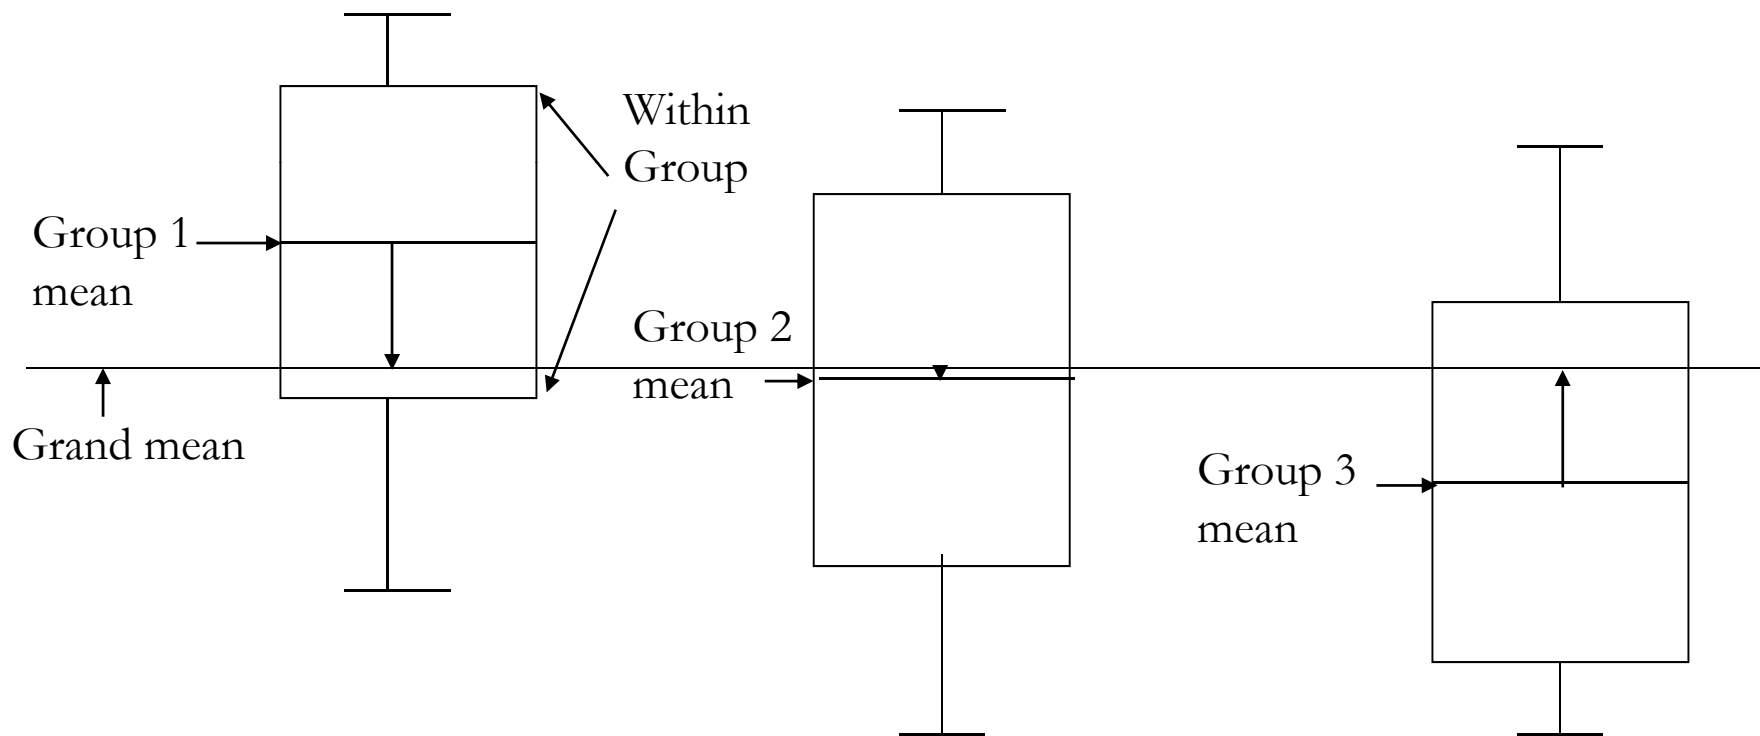 Within
Group
Group 1
mean
Group 2
mean
Grand mean
Group 3
mean